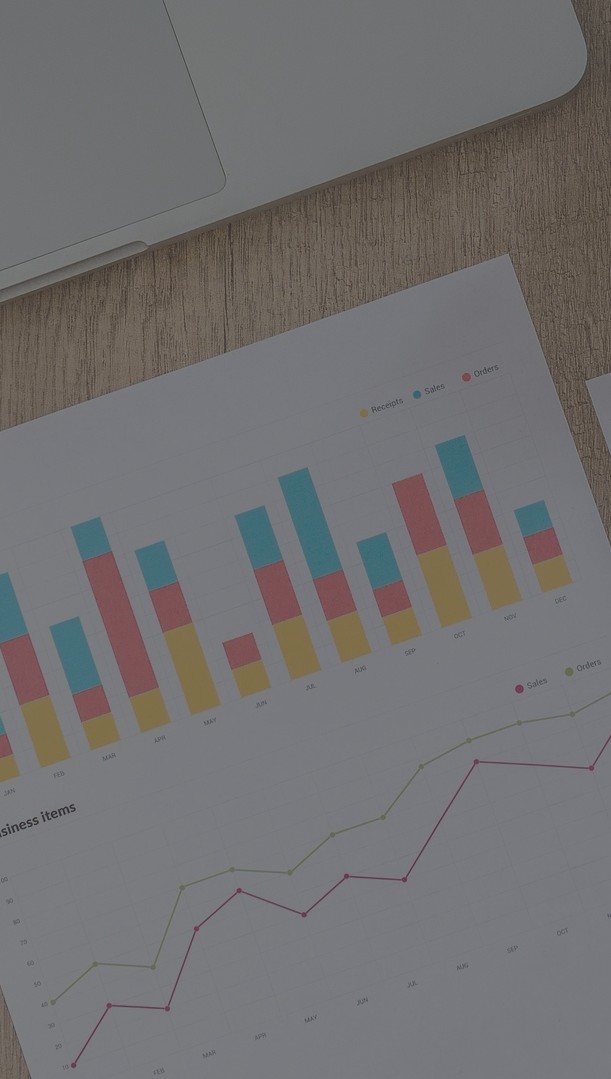 Receipts Sales Orders
JAN FEB MAR APR MAY JUN JUL AUG SEP OCT NOV DEC
Sales Orders
siness items
90
80
70
60
50
40
30
20
10
FEB MAR APR MAY JUN JUL AUG SEP OCT